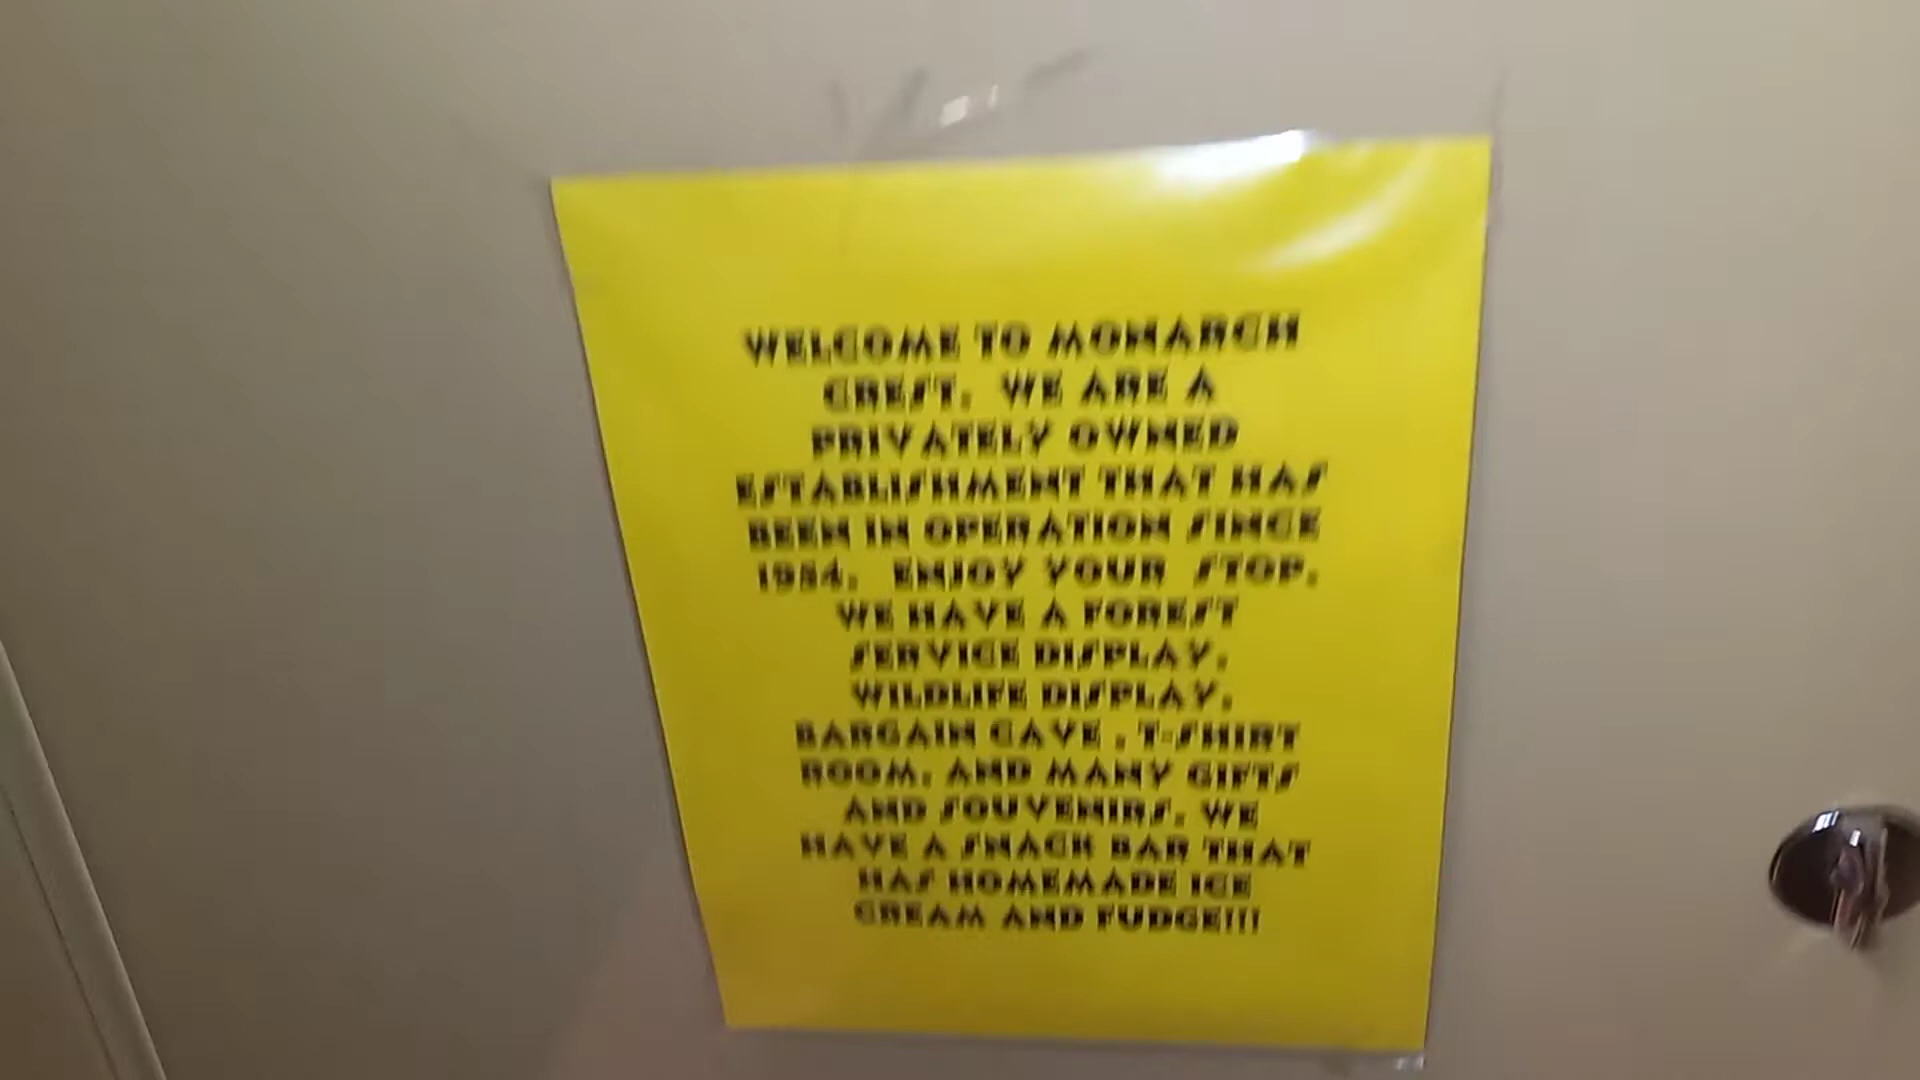 WELCOME TO MONARCH
CREST. WE ARE A
PRIVATELY OWNED
ESTABLISHMENT THAT HAS
BEEN IN OPERATION SINCE
1954. ENJOY YOUR STOP.
WE HAVE A FOREST
SERVICE DISPLAY,
WILDLIFE DISPLAY,
BARGAIN CAVE , T-SHIRT
ROOM, AND MANY GIFTS
AND SOUVENIRS. WE
HAVE A SNACK BAR THAT
HAS HOMEMADE ICE
CREAM AND FUDGE!!!